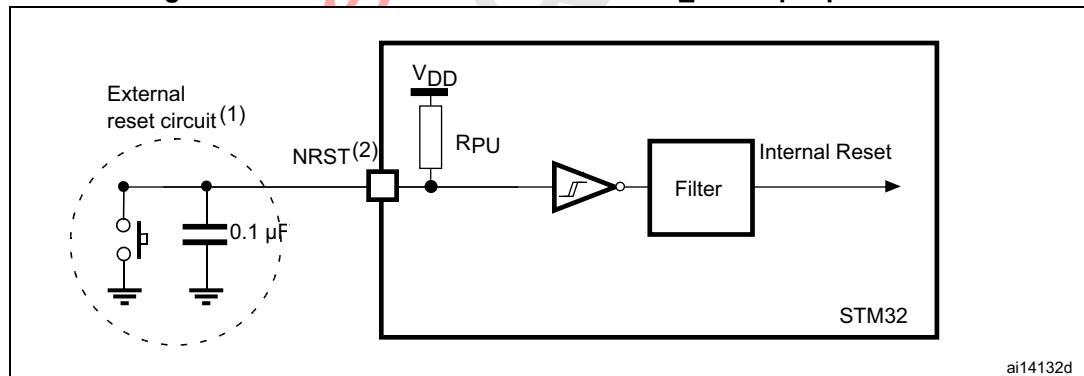 External
reset circuit(1)
NRST(2)
VDD
RPU
0.1 µF
Filter
Internal Reset
STM32
ai14132d